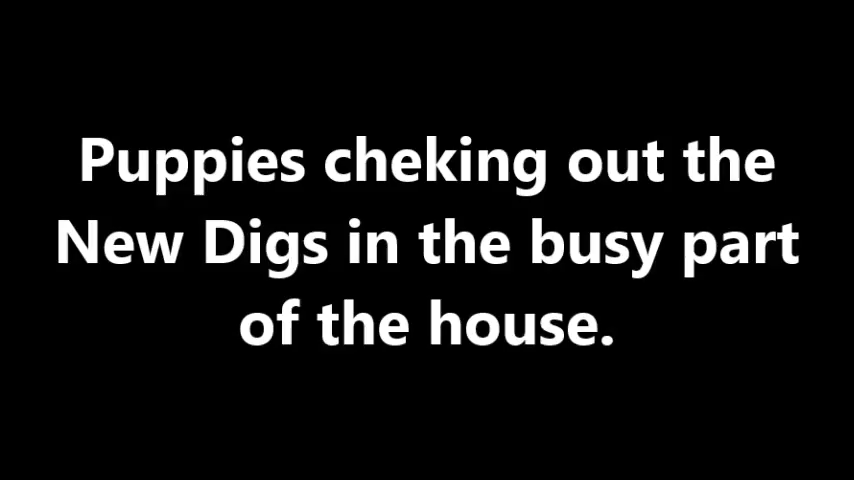 Puppies cheking out the
New Digs in the busy part
of the house.